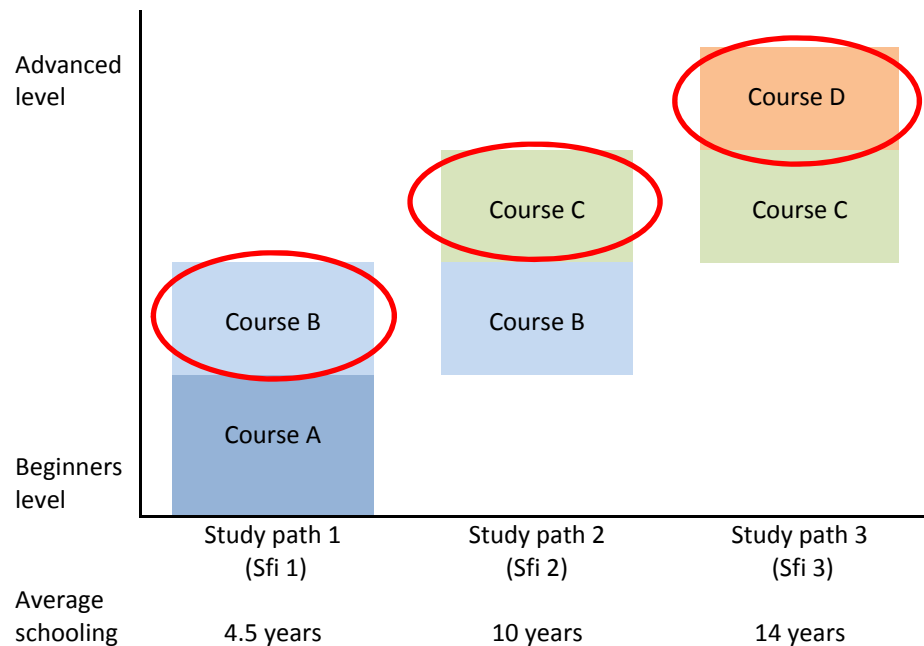 Advanced
level
Course D
Course C
Course C
Course B
Course B
Course A
Beginners
level
Study path 1
(Sfi 1)
Study path 2
(Sfi 2)
Study path 3
(Sfi 3)
Average
schooling
4.5 years
10 years
14 years